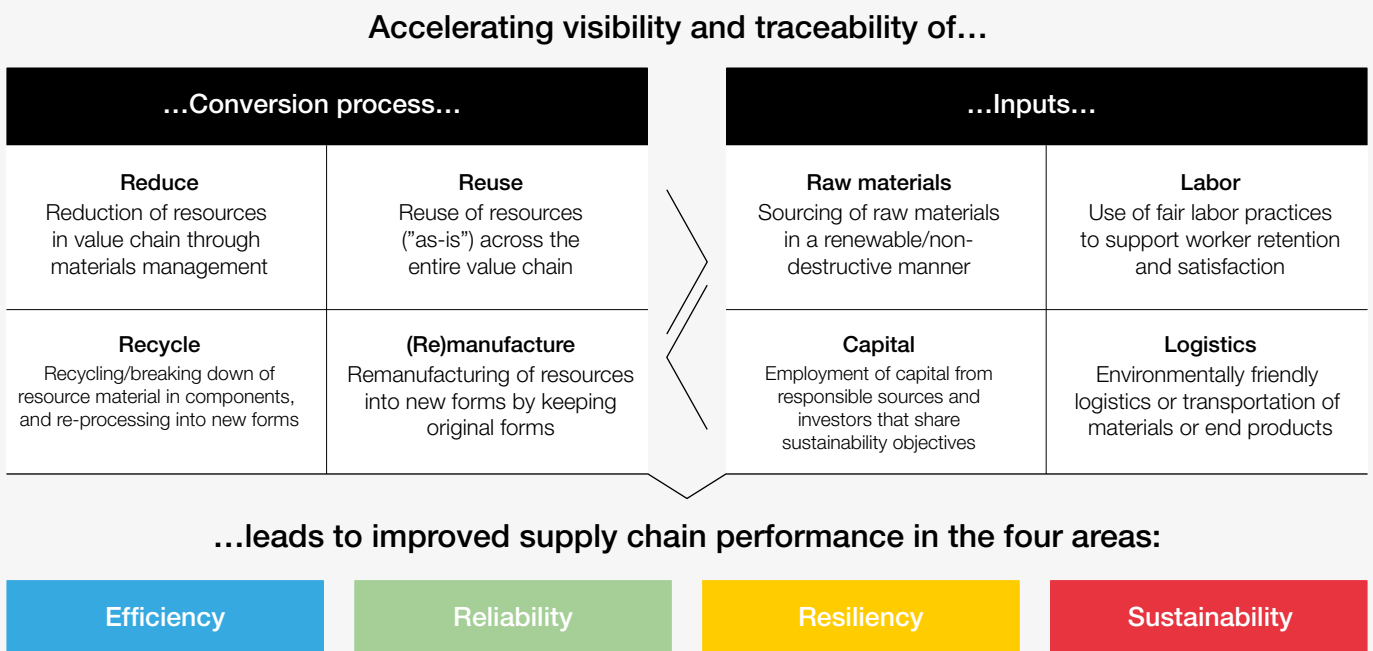 Accelerating visibility and traceability of…
…Conversion process…
Reduce
Reduction of resources
in value chain through
materials management
Reuse
Reuse of resources
(”as-is”) across the
entire value chain
Recycle
Recycling/breaking down of
resource material in components,
and re-processing into new forms
(Re)manufacture
Remanufacturing of resources
into new forms by keeping
original forms
…Inputs…
Raw materials
Sourcing of raw materials
in a renewable/non-
destructive manner
Labor
Use of fair labor practices
to support worker retention
and satisfaction
Capital
Employment of capital from
responsible sources and
investors that share
sustainability objectives
Logistics
Environmentally friendly
logistics or transportation of
materials or end products
…leads to improved supply chain performance in the four areas:
Efficiency
Reliability
Resiliency
Sustainability